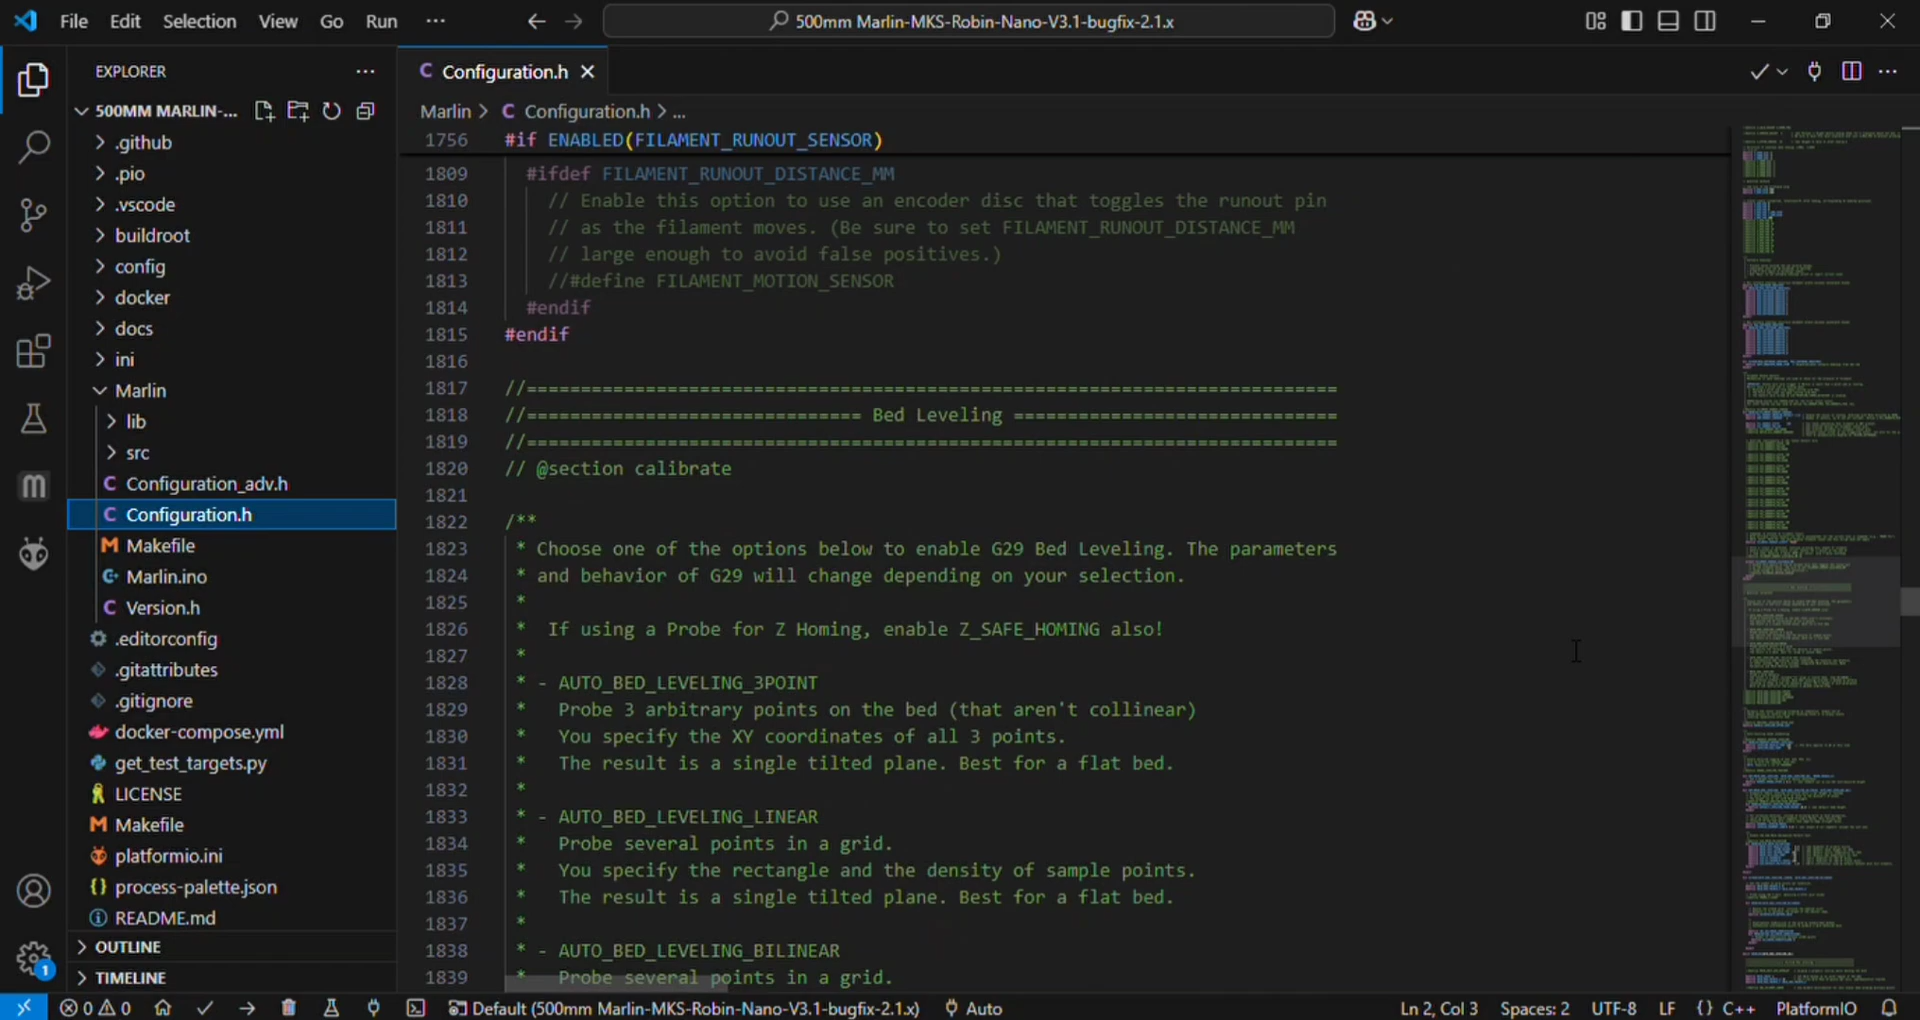 File Edit Selection View Go Run ···
500mm Marlin-MKS-Robin-Nano-V3.1-bugfix-2.1.x
EXPLORER
500MM MARLIN-...
.github
.pio
.vscode
buildroot
config
docker
docs
ini
Marlin
lib
src
C Configuration_adv.h
C Configuration.h
M Makefile
Marlin.ino
C Version.h
.editorconfig
.gitattributes
.gitignore
docker-compose.yml
get_test_targets.py
LICENSE
M Makefile
platformio.ini
{} process-palette.json
README.md
OUTLINE
TIMELINE
C Configuration.h
Marlin > C Configuration.h > ...
1756 #if ENABLED(FILAMENT_RUNOUT_SENSOR)
1809 #ifdef FILAMENT_RUNOUT_DISTANCE_MM
1810 // Enable this option to use an encoder disc that toggles the runout pin
1811 // as the filament moves. (Be sure to set FILAMENT_RUNOUT_DISTANCE_MM
1812 // large enough to avoid false positives.)
1813 //#define FILAMENT_MOTION_SENSOR
1814 #endif
1815 #endif
1816
1817 //===========================================================================
1818 //=============================== Bed Leveling ==============================
1819 //===========================================================================
1820 // @section calibrate
1821
1822 /**
1823 * Choose one of the options below to enable G29 Bed Leveling. The parameters
1824 * and behavior of G29 will change depending on your selection.
1825 *
1826 * If using a Probe for Z Homing, enable Z_SAFE_HOMING also!
1827 *
1828 * - AUTO_BED_LEVELING_3POINT
1829 * Probe 3 arbitrary points on the bed (that aren't collinear)
1830 * You specify the XY coordinates of all 3 points.
1831 * The result is a single tilted plane. Best for a flat bed.
1832 *
1833 * - AUTO_BED_LEVELING_LINEAR
1834 * Probe several points in a grid.
1835 * You specify the rectangle and the density of sample points.
1836 * The result is a single tilted plane. Best for a flat bed.
1837 *
1838 * - AUTO_BED_LEVELING_BILINEAR
1839 * Probe several points in a grid.
1
0 0 Default (500mm Marlin-MKS-Robin-Nano-V3.1-bugfix-2.1.x) Auto Ln 2, Col 3 Spaces: 2 UTF-8 LF {} C++ PlatformIO